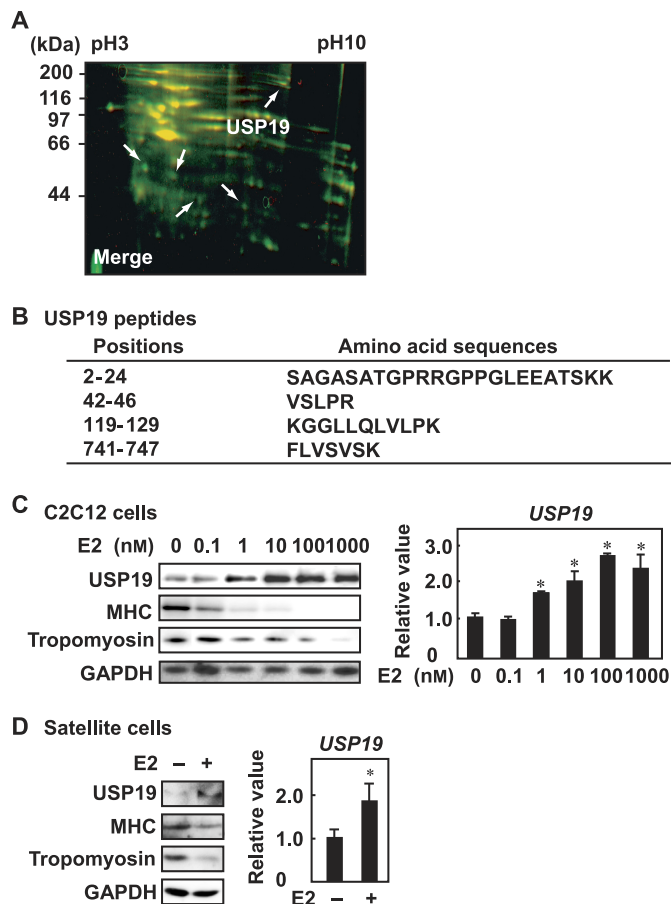 A
(kDa) pH3 pH10
200
116
97
66
44
USP19
Merge
B USP19 peptides
Positions Amino acid sequences
2-24 SAGASATGPRRGPPGLEEATSKK
42-46 VSLPR
119-129 KGGLLQLVLPK
741-747 FLVSVSK
C C2C12 cells
E2 (nM) 0 0.1 1 10 100 1000
USP19
MHC
Tropomyosin
GAPDH
USP19
Relative value
3.0
2.0
1.0
0
* * * *
E2 (nM) 0 0.1 1 10 100 1000
D Satellite cells
E2 – +
USP19
MHC
Tropomyosin
GAPDH
USP19
Relative value
2.0
1.0
0
*
E2 – +